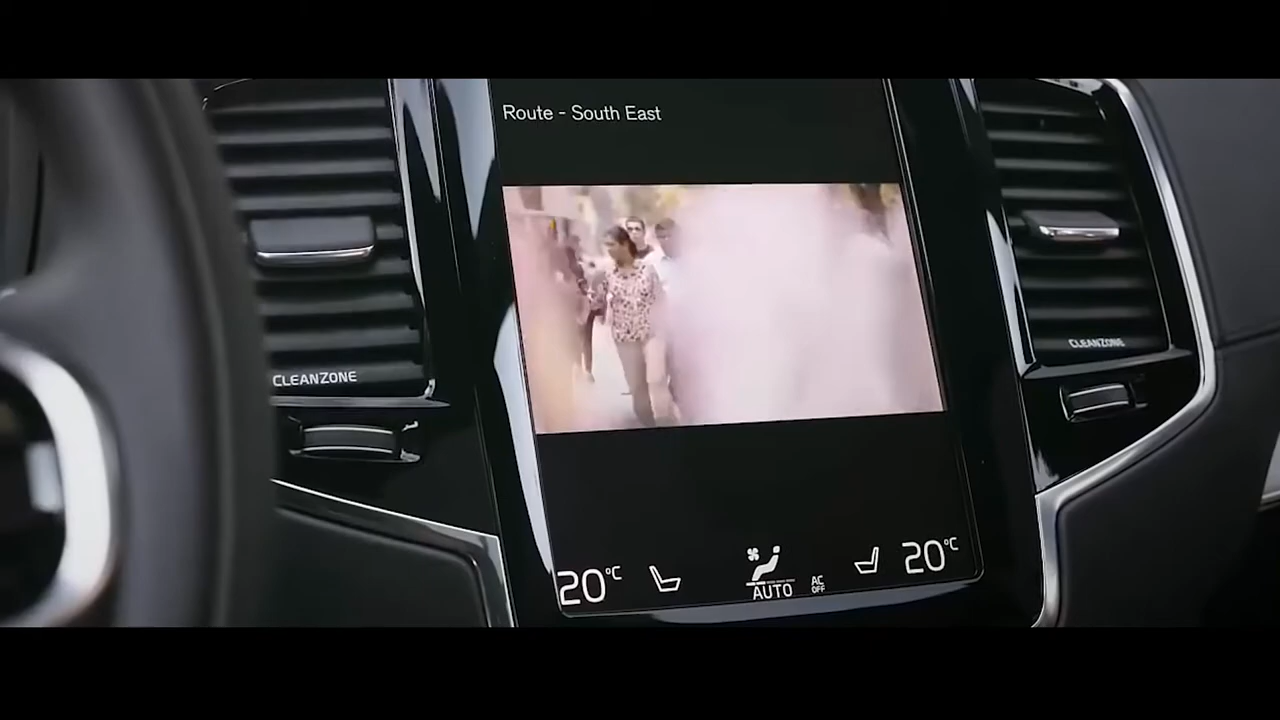 Route - South East
CLEANZONE
CLEANZONE
20°C
AUTO
AC
OFF
20°C